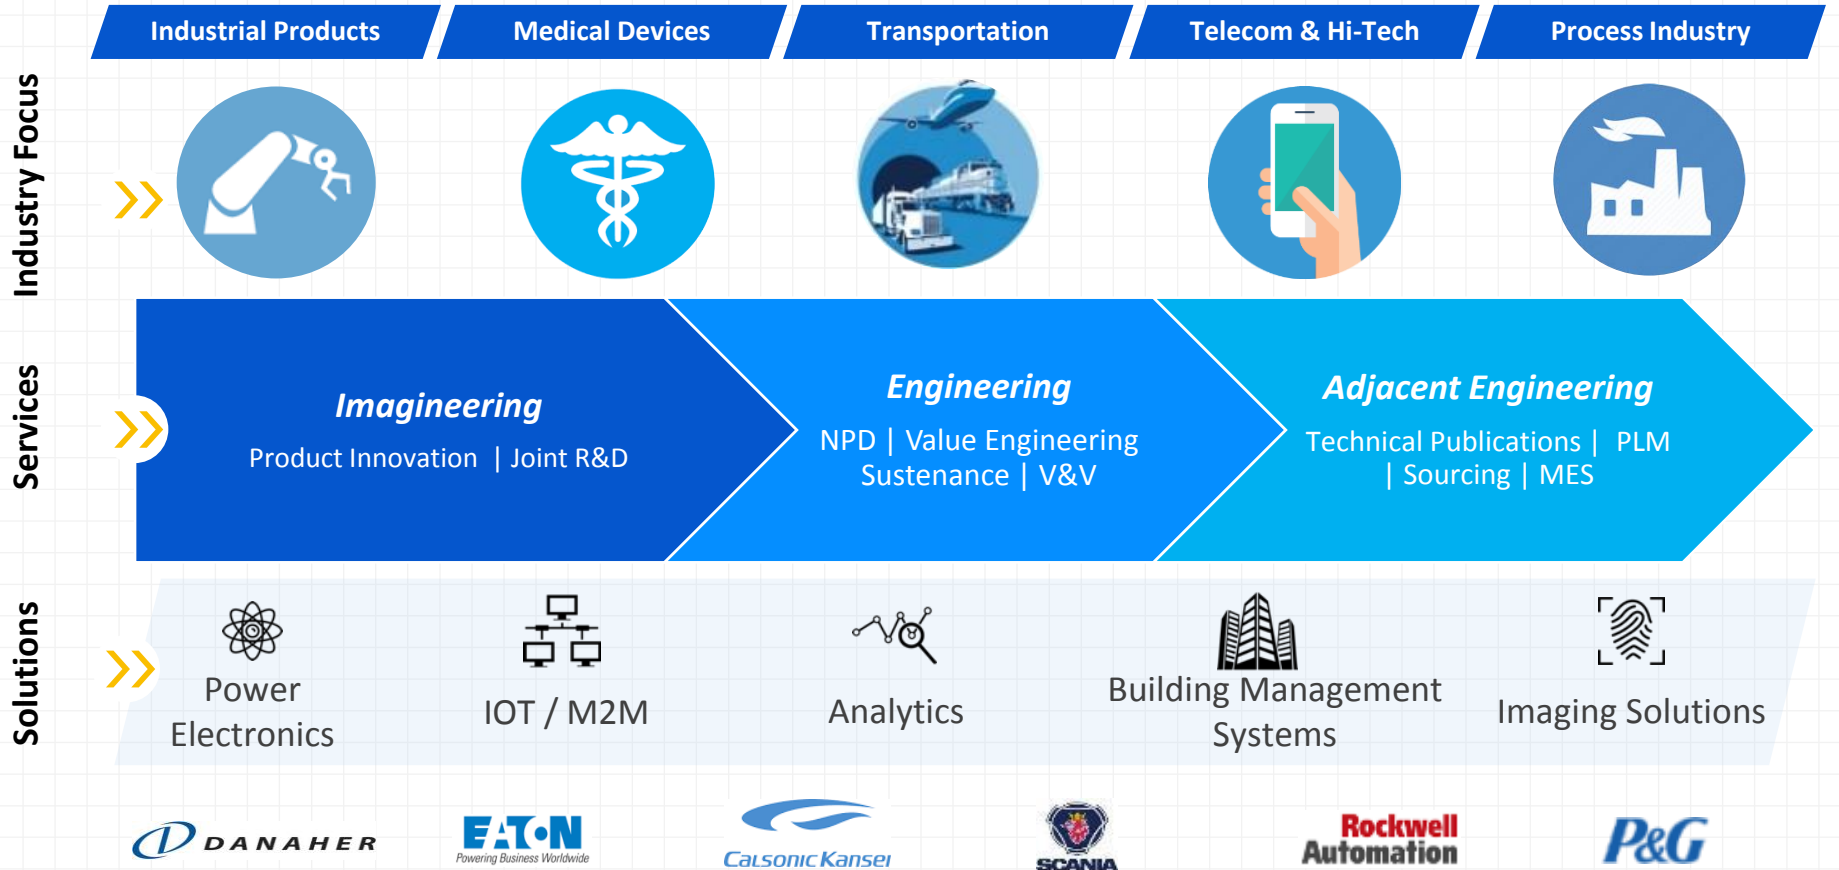 Industrial Products
Medical Devices
Transportation
Telecom & Hi-Tech
Process Industry
Industry Focus
Services
Imagineering
Product Innovation | Joint R&D
Engineering
NPD | Value Engineering
Sustenance | V&V
Adjacent Engineering
Technical Publications | PLM
| Sourcing | MES
Solutions
Power
Electronics
IOT / M2M
Analytics
Building Management
Systems
Imaging Solutions
DANAHER
EATON
Powering Business Worldwide
CALSONIC KANSEI
SCANIA
Rockwell
Automation
P&G